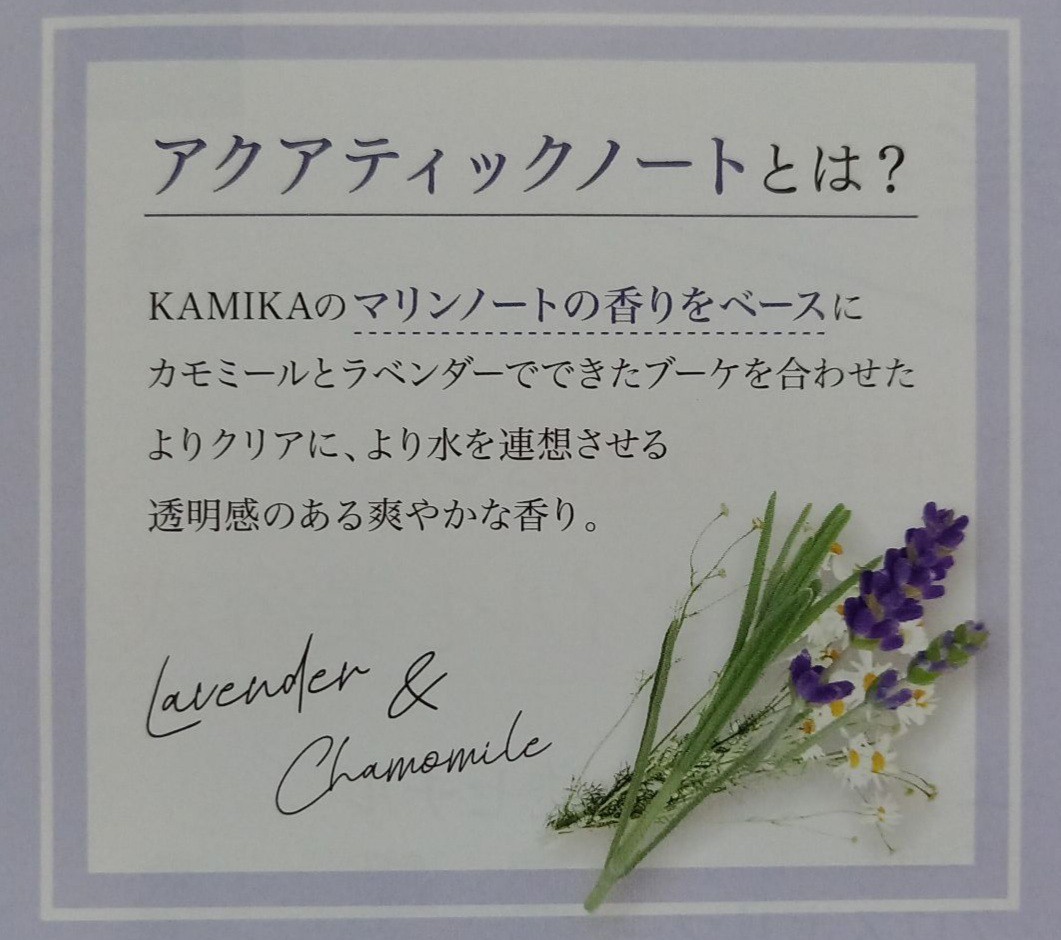 アクアティックノートとは？
KAMIKAのマリンノートの香りをベースに
カモミールとラベンダーでできたブーケを合わせた
よりクリアに、より水を連想させる
透明感のある爽やかな香り。
Lavender &
Chamomile